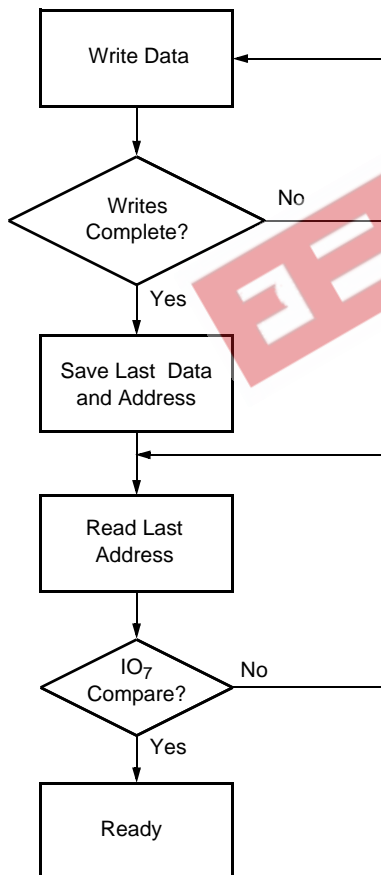 Write Data
Writes
Complete?
No
Yes
Save Last Data
and Address
Read Last
Address
IO7
Compare?
No
Yes
Ready